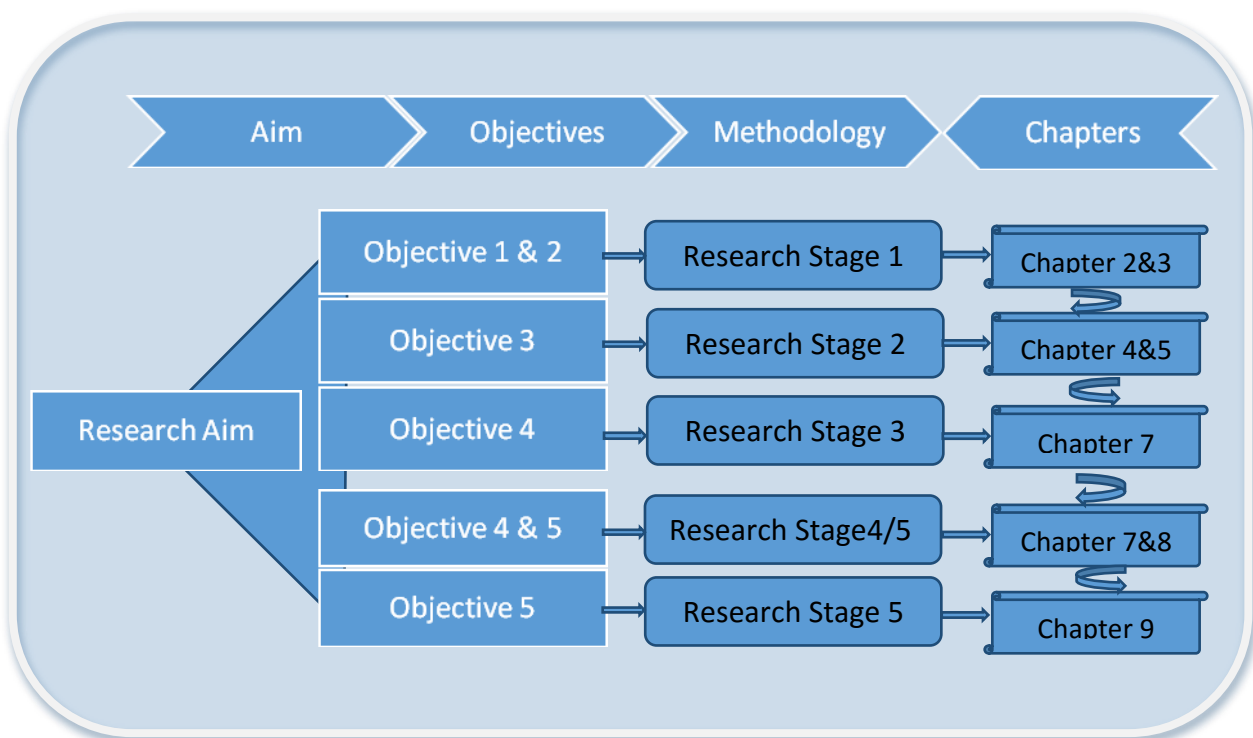 Aim
Objectives
Methodology
Chapters
Objective 1 & 2
Research Stage 1
Chapter 2&3
Objective 3
Research Stage 2
Chapter 4&5
Research Aim
Objective 4
Research Stage 3
Chapter 7
Objective 4 & 5
Research Stage4/5
Chapter 7&8
Objective 5
Research Stage 5
Chapter 9